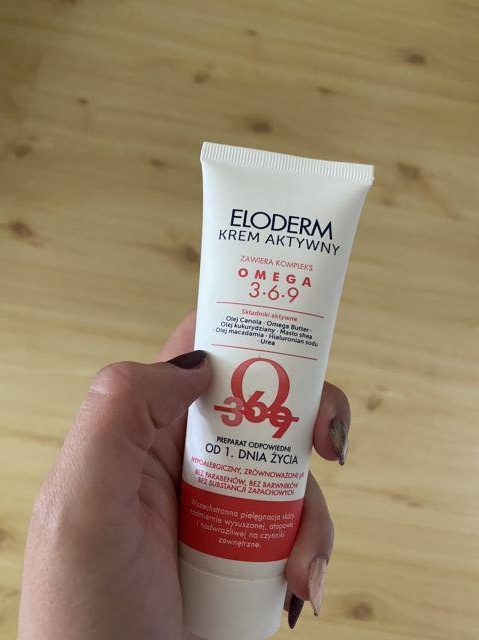 ELODERM
KREM AKTYWNY
ZAWIERA KOMPLEKS
OMEGA
3·6·9
Składniki aktywne
· Olej Canola · Omega Butter ·
Olej kukurydziany · Masło shea
· Olej macadamia · Hialuronian sodu
· Urea
Ω
369
PREPARAT ODPOWIEDNI
OD 1. DNIA ŻYCIA
HYPOALERGICZNY, ZRÓWNOWAŻONE pH
BEZ PARABENÓW, BEZ BARWNIKÓW
BEZ SUBSTANCJI ZAPACHOWYCH
Wszechstronna pielęgnacja skóry
nadmiernie wysuszonej, atopowej
i nadwrażliwej na czynniki
zewnętrzne.